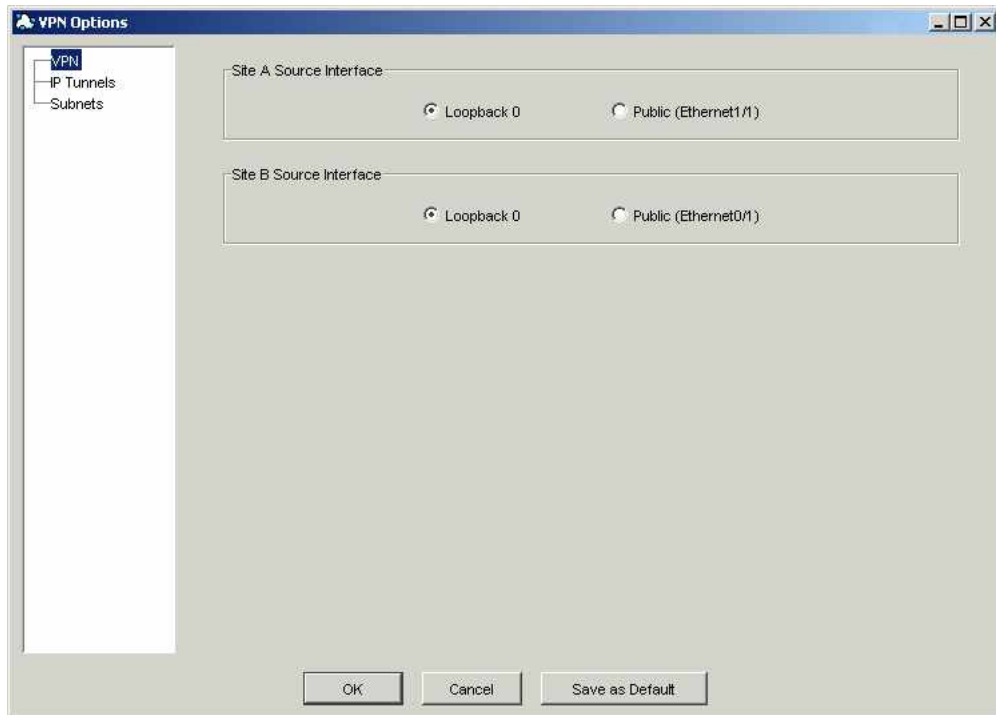 VPN Options
VPN
IP Tunnels
Subnets
Site A Source Interface
Loopback 0 Public (Ethernet1/1)
Site B Source Interface
Loopback 0 Public (Ethernet0/1)
OK Cancel Save as Default